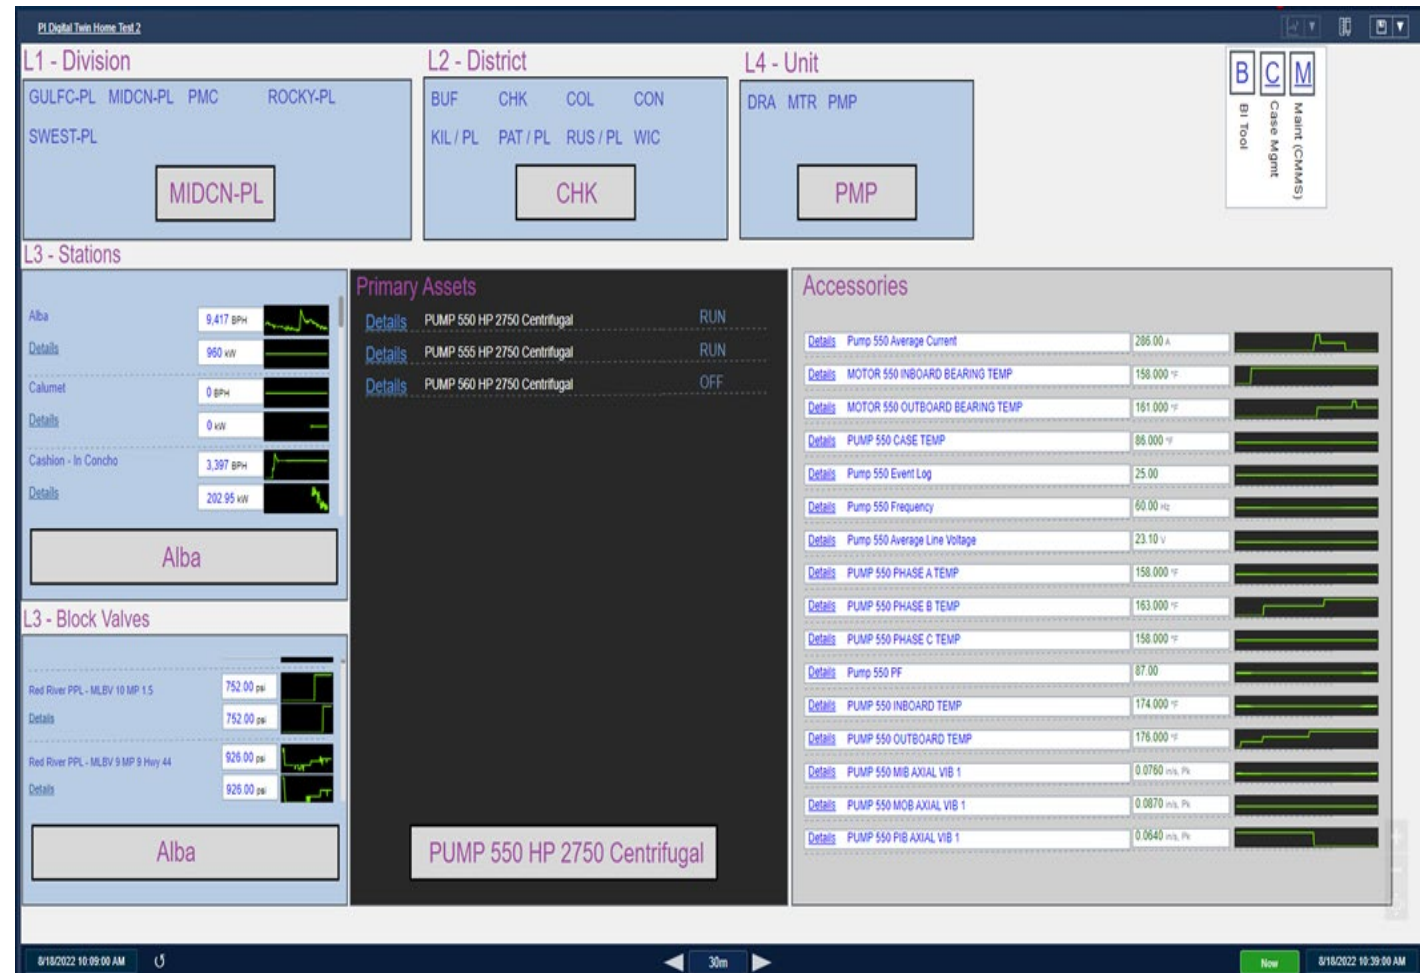 PI Digital Twin Home Test 2
L1 - Division
GULFC-PL MIDCN-PL PMC ROCKY-PL
SWEST-PL
MIDCN-PL
L2 - District
BUF CHK COL CON
KIL / PL PAT / PL RUS / PL WIC
CHK
L4 - Unit
DRA MTR PMP
PMP
B C M
BI Tool
Case Mgmt
Maint (CMMS)
L3 - Stations
Alba 9,417 BPH
Details 960 kW
Calumet 0 BPH
Details 0 kW
Cashion - In Concho 3,397 BPH
Details 202.95 kW
Alba
L3 - Block Valves
Red River PPL - MLBV 10 MP 1.5 752.00 psi
Details 752.00 psi
Red River PPL - MLBV 9 MP 9 Hwy 44 926.00 psi
Details 926.00 psi
Alba
Primary Assets
Details PUMP 550 HP 2750 Centrifugal RUN
Details PUMP 555 HP 2750 Centrifugal RUN
Details PUMP 560 HP 2750 Centrifugal OFF
PUMP 550 HP 2750 Centrifugal
Accessories
Details Pump 550 Average Current 286.00 A
Details MOTOR 550 INBOARD BEARING TEMP 158.000 °F
Details MOTOR 550 OUTBOARD BEARING TEMP 161.000 °F
Details PUMP 550 CASE TEMP 86.000 °F
Details Pump 550 Event Log 25.00
Details Pump 550 Frequency 60.00 Hz
Details Pump 550 Average Line Voltage 23.10 V
Details PUMP 550 PHASE A TEMP 158.000 °F
Details PUMP 550 PHASE B TEMP 163.000 °F
Details PUMP 550 PHASE C TEMP 158.000 °F
Details Pump 550 PF 87.00
Details PUMP 550 INBOARD TEMP 174.000 °F
Details PUMP 550 OUTBOARD TEMP 176.000 °F
Details PUMP 550 MIB AXIAL VIB 1 0.0760 in/s, Pk
Details PUMP 550 MOB AXIAL VIB 1 0.0870 in/s, Pk
Details PUMP 550 PIB AXIAL VIB 1 0.0640 in/s, Pk
8/18/2022 10:09:00 AM 30m Now 8/18/2022 10:39:00 AM